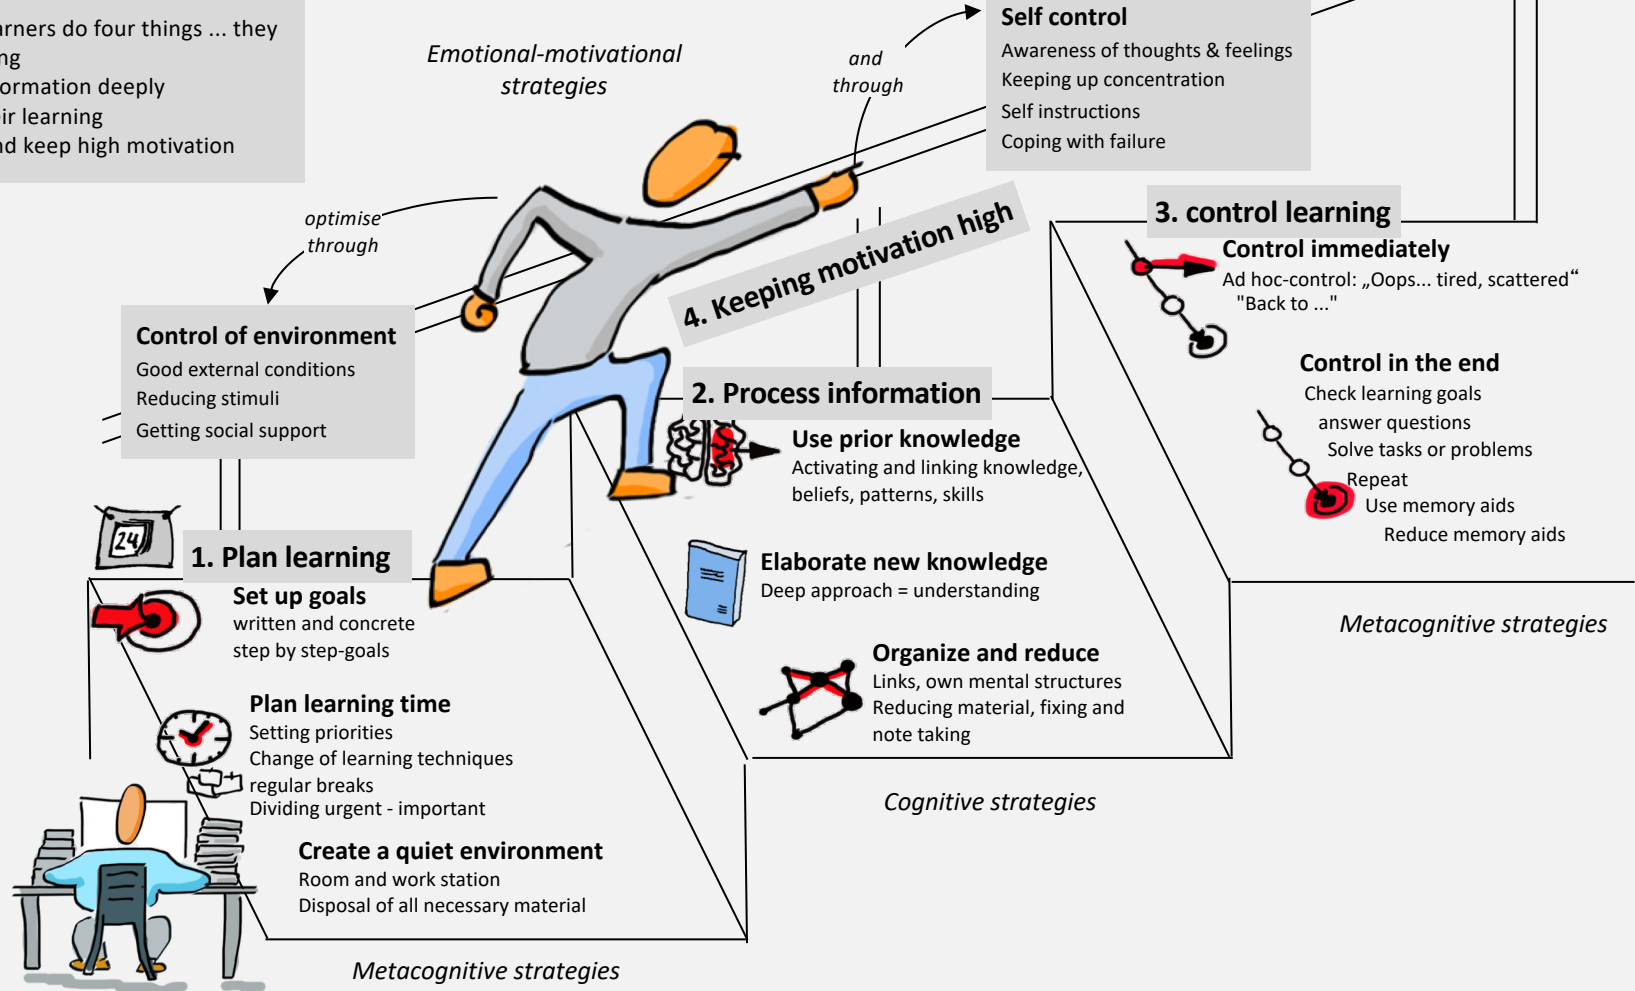 arners do four things ... they
ng
ormation deeply
ir learning
nd keep high motivation
Emotional-motivational
strategies
and
through
Self control
Awareness of thoughts & feelings
Keeping up concentration
Self instructions
Coping with failure
optimise
through
Control of environment
Good external conditions
Reducing stimuli
Getting social support
4. Keeping motivation high
3. control learning
Control immediately
Ad hoc-control: „Oops... tired, scattered“
"Back to ..."
Control in the end
Check learning goals
answer questions
Solve tasks or problems
Repeat
Use memory aids
Reduce memory aids
Metacognitive strategies
2. Process information
Use prior knowledge
Activating and linking knowledge,
beliefs, patterns, skills
Elaborate new knowledge
Deep approach = understanding
Organize and reduce
Links, own mental structures
Reducing material, fixing and
note taking
Cognitive strategies
24
1. Plan learning
Set up goals
written and concrete
step by step-goals
Plan learning time
Setting priorities
Change of learning techniques
regular breaks
Dividing urgent - important
Create a quiet environment
Room and work station
Disposal of all necessary material
Metacognitive strategies